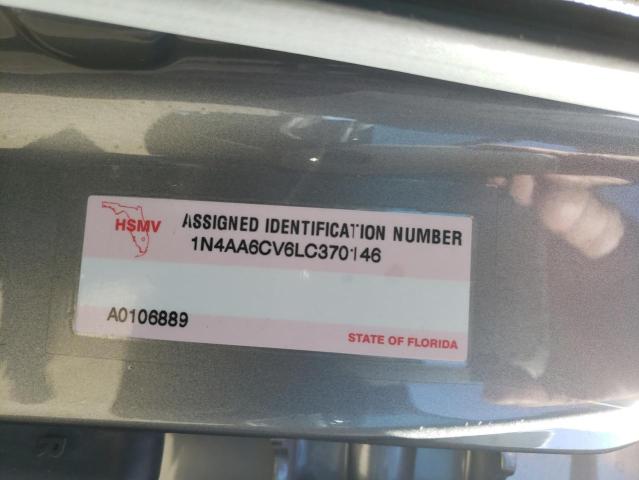 HSMV
ASSIGNED IDENTIFICATION NUMBER
1N4AA6CV6LC370146
A0106889
STATE OF FLORIDA